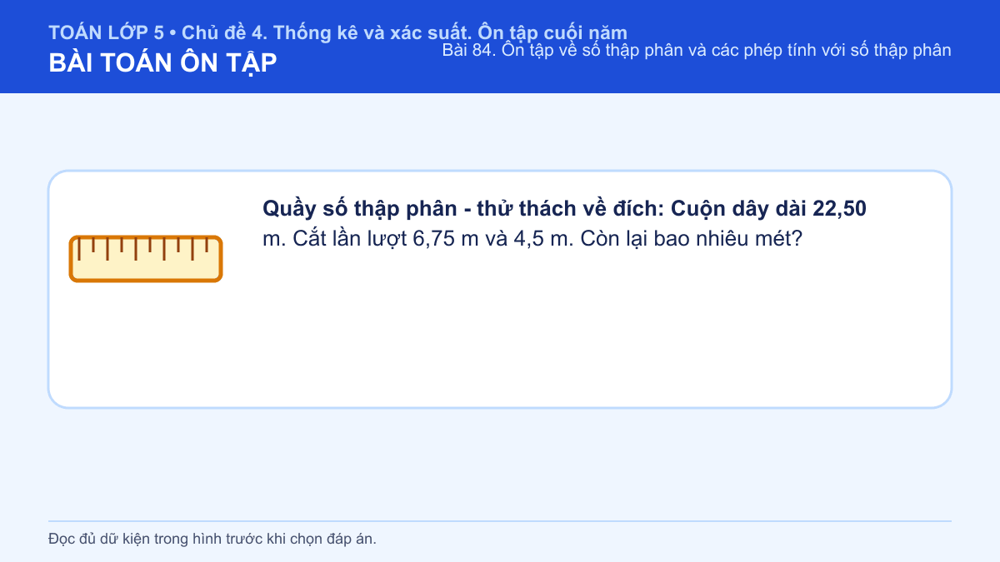 TOÁN LỚP 5 • Chủ đề 4. Thống kê và xác suất. Ôn tập cuối năm
BÀI TOÁN ÔN TẬP
Bài 84. Ôn tập về số thập phân và các phép tính với số thập phân
Quầy số thập phân - thử thách về đích: Cuộn dây dài 22,50
m. Cắt lần lượt 6,75 m và 4,5 m. Còn lại bao nhiêu mét?
Đọc đủ dữ kiện trong hình trước khi chọn đáp án.